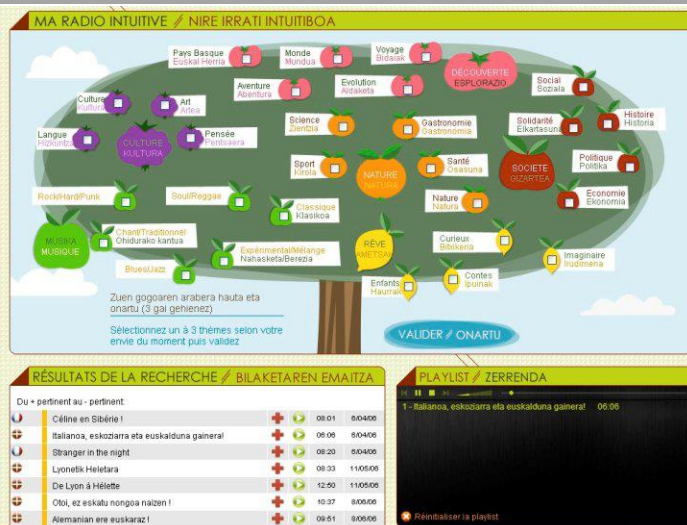 MA RADIO INTUITIVE // NIRE IRRATI INTUITIBOA
Pays Basque
Euskal Herria
Monde
Mundua
Voyage
Bidaiak
Aventure
Abentura
Evolution
Aldaketa
DÉCOUVERTE
ESPLORAZIO
Social
Soziala
Culture
Kultura
Art
Artea
Langue
Hizkuntza
CULTURE
KULTURA
Pensée
Pentsaera
Science
Zientzia
Gastronomie
Gastronomia
Solidarité
Elkartasuna
Histoire
Historia
Sport
Kirola
NATURE
NATURA
Santé
Osasuna
SOCIETE
GIZARTEA
Politique
Politika
Nature
Natura
Economie
Ekonomia
Rock/Hard/Funk
Soul/Reggae
Classique
Klasikoa
MUSIKA
MUSIQUE
Chant/Traditionnel
Ohidurako kantua
Expérimental/Mélange
Nahasketa/Berezia
Blues/Jazz
RÊVE
AMETSAK
Curieux
Bitxikeria
Imaginaire
Irudimena
Enfants
Haurrak
Contes
Ipuinak
Zuen gogoaren arabera hauta eta
onartu (3 gai gehienez)
Sélectionnez un à 3 thèmes selon votre
envie du moment puis validez
VALIDER // ONARTU
RÉSULTATS DE LA RECHERCHE // BILAKETAREN EMAITZA
Du + pertinent au - pertinent
Céline en Sibérie ! 08:01 6/04/06
Italianoa, eskoziarra eta euskalduna gainera! 06:06 8/04/06
Stranger in the night 08:20 6/04/06
Lyonetik Heletara 08:33 11/05/06
De Lyon à Hélette 12:50 11/05/06
Otoi, ez eskatu nongoa naizen ! 10:37 8/06/06
Alemanian ere euskaraz ! 09:51 8/06/06
PLAYLIST // ZERRENDA
1 - Italianoa, eskoziarra eta euskalduna gainera! 06:06
Réinitialiser la playlist